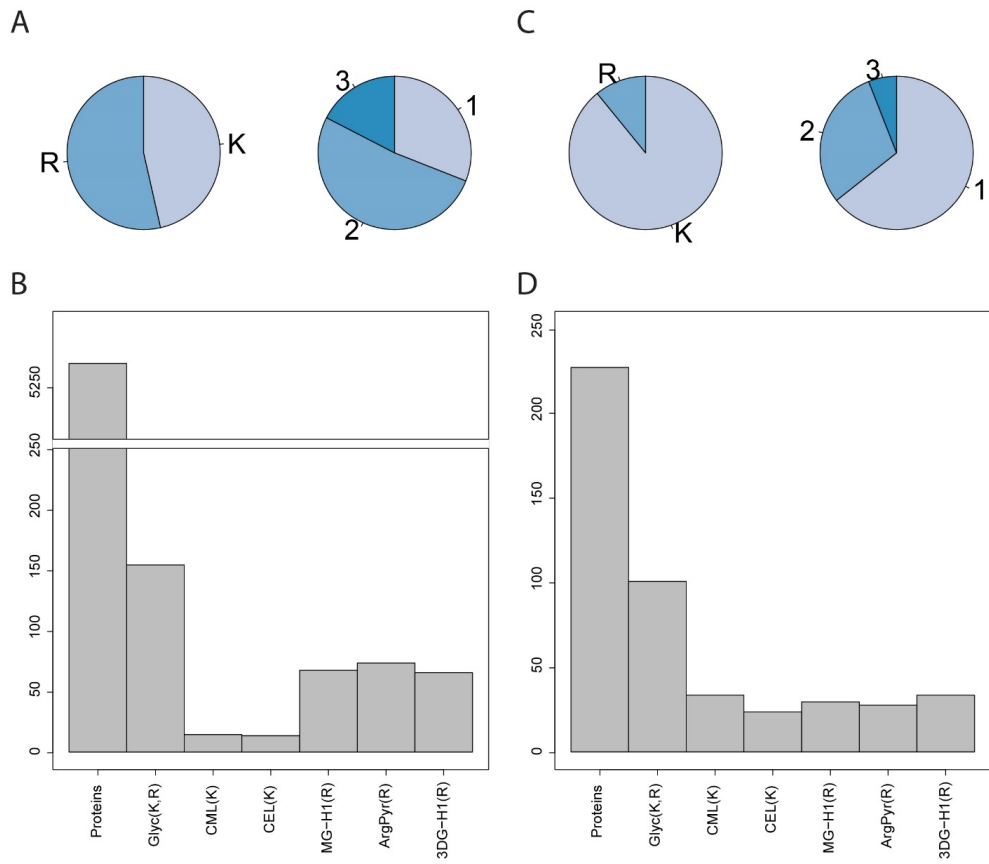 A
R
K
3
1
2
C
R
K
3
2
1
B
5250
50
250
200
150
100
50
0
Proteins
Glyc(K,R)
CML(K)
CEL(K)
MG−H1(R)
ArgPyr(R)
3DG−H1(R)
D
250
200
150
100
50
0
Proteins
Glyc(K,R)
CML(K)
CEL(K)
MG−H1(R)
ArgPyr(R)
3DG−H1(R)